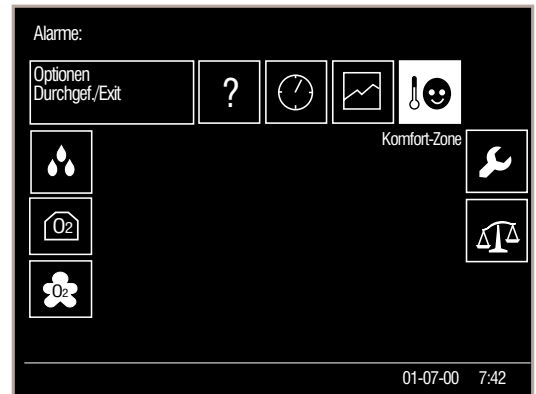 Alarme:
Optionen
Durchgef./Exit
?
Komfort-Zone
O2
O2
01-07-00 7:42